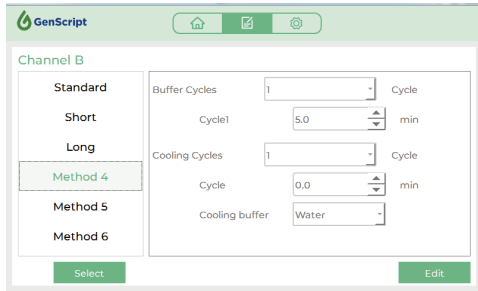 GenScript
Channel B
Standard
Short
Long
Method 4
Method 5
Method 6
Select
Buffer Cycles 1 Cycle
Cycle1 5.0 min
Cooling Cycles 1 Cycle
Cycle 0.0 min
Cooling buffer Water
Edit